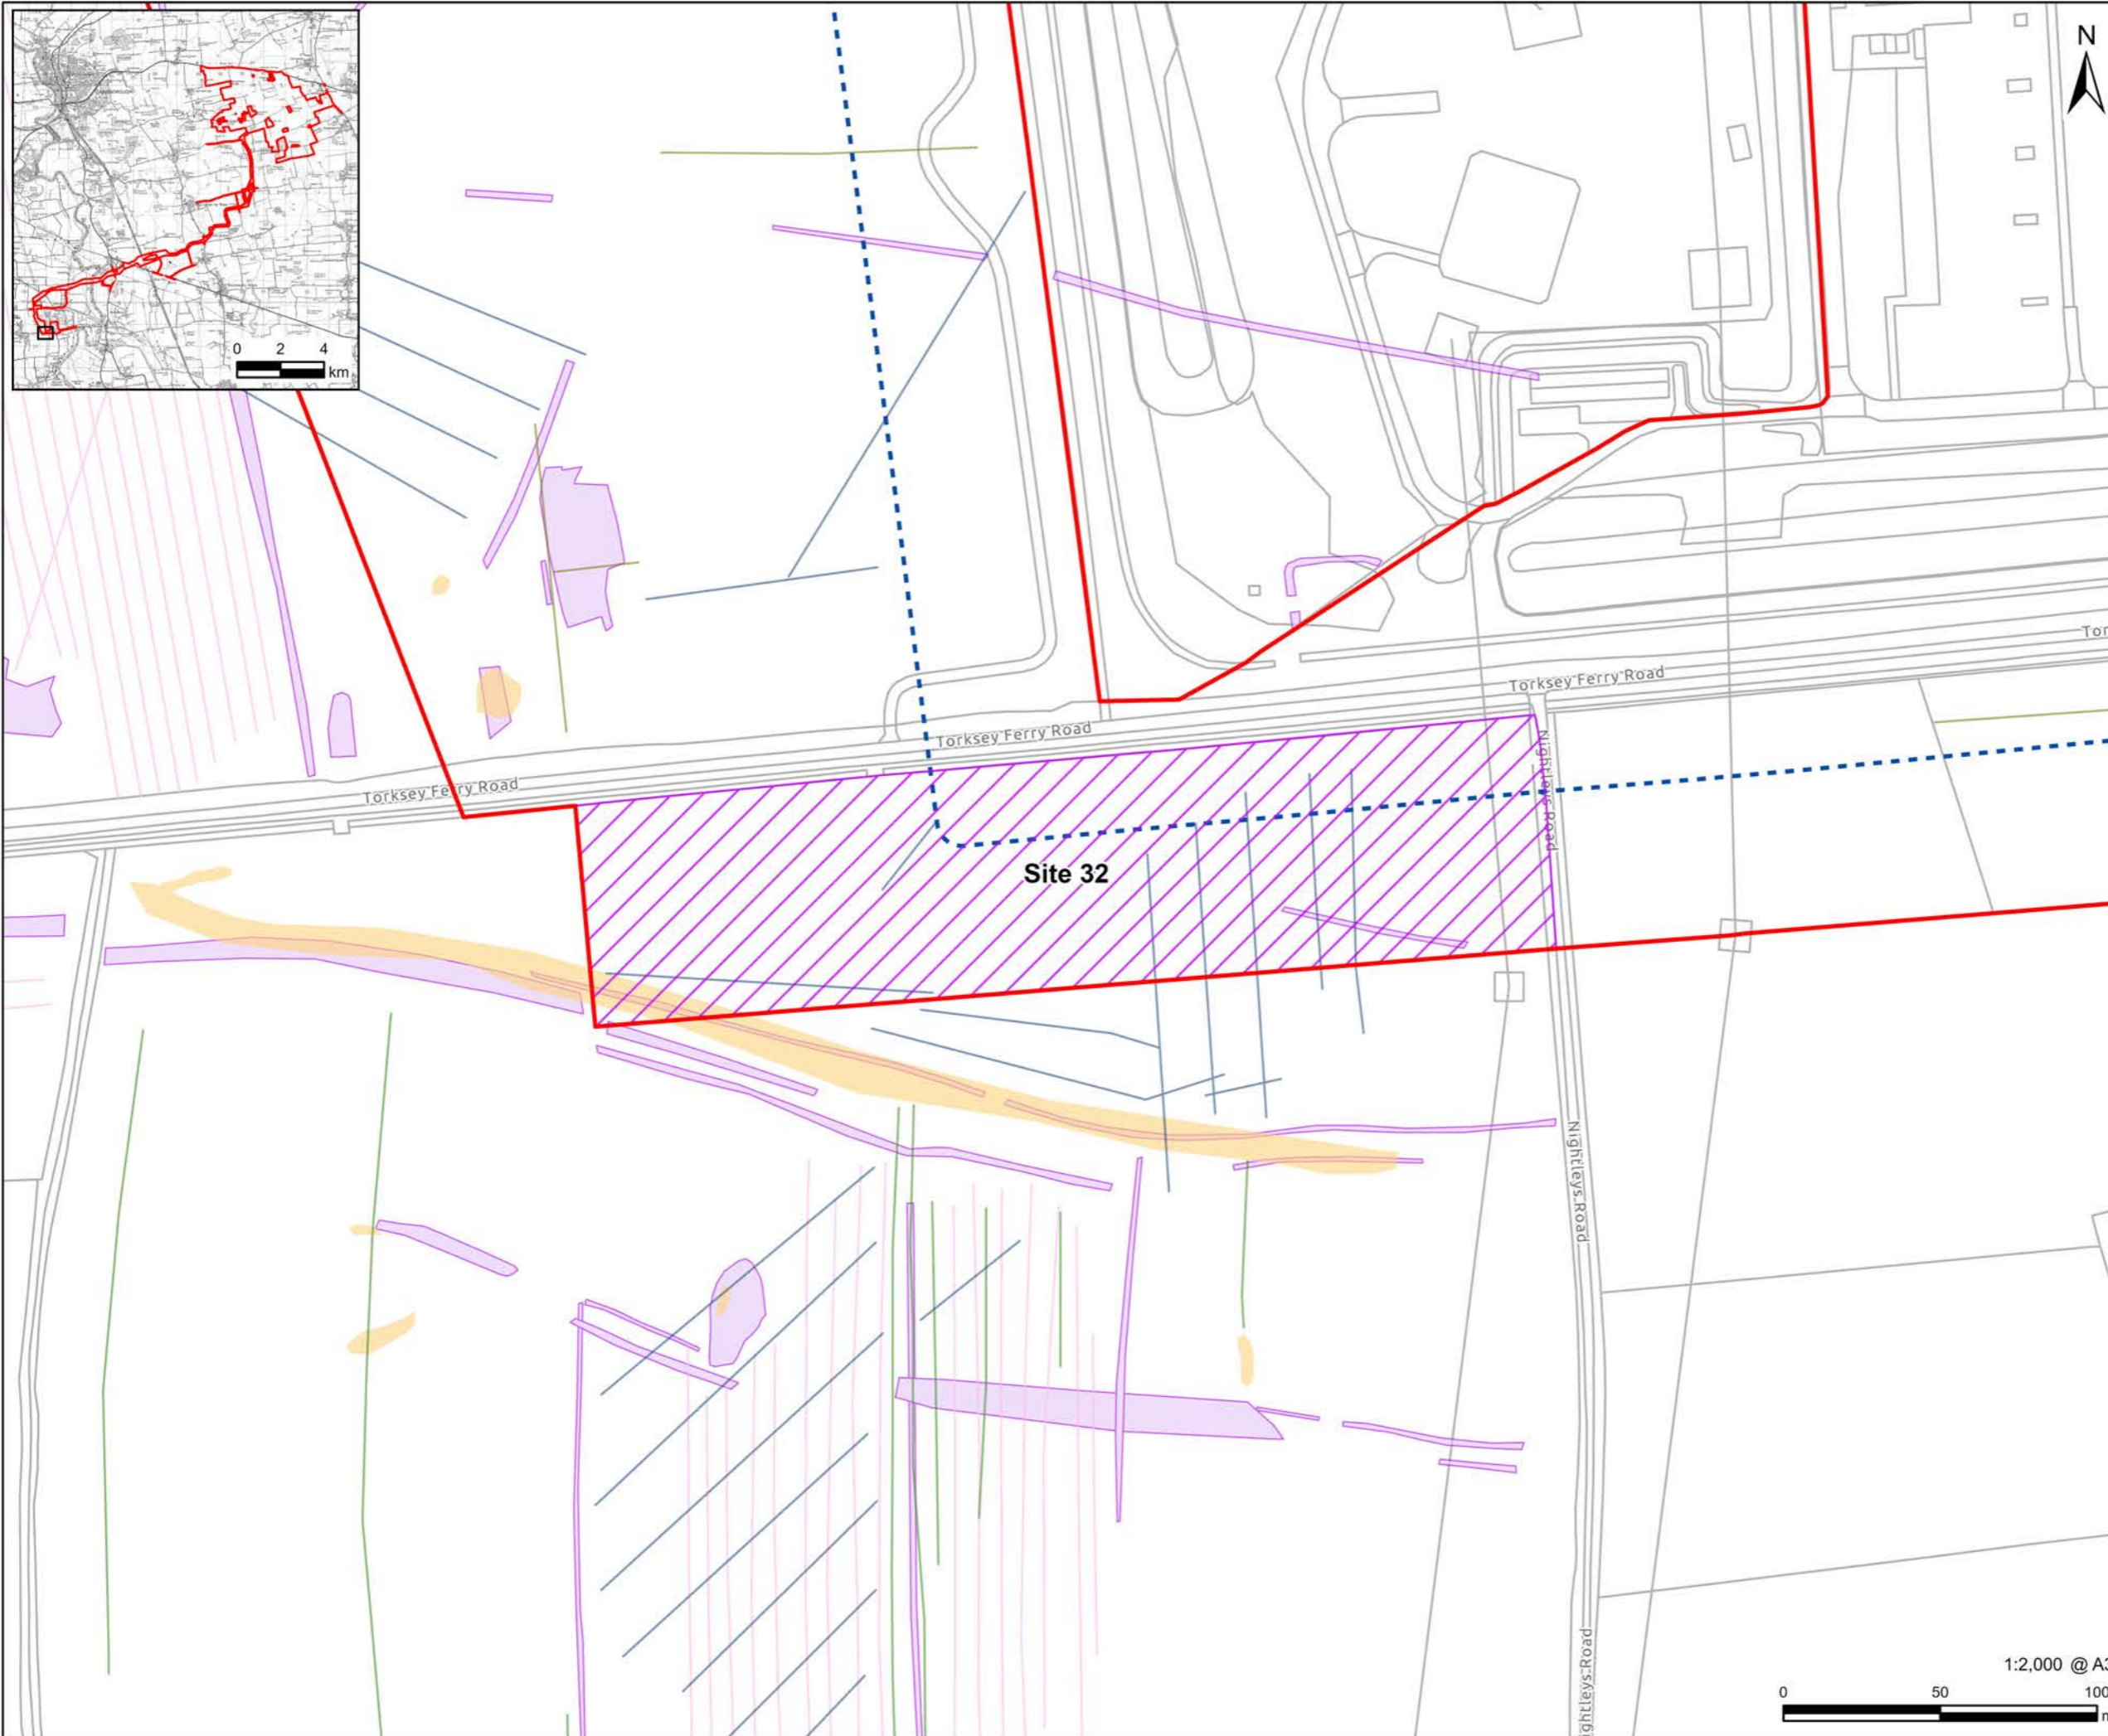 N
0 2 4
km
Torksey Ferry Road
Tor
Torksey Ferry Road
Torksey Ferry Road
Nightleys Road
Site 32
Nightleys Road
ghtleys Road
1:2,000 @ A3
0 50 100
m